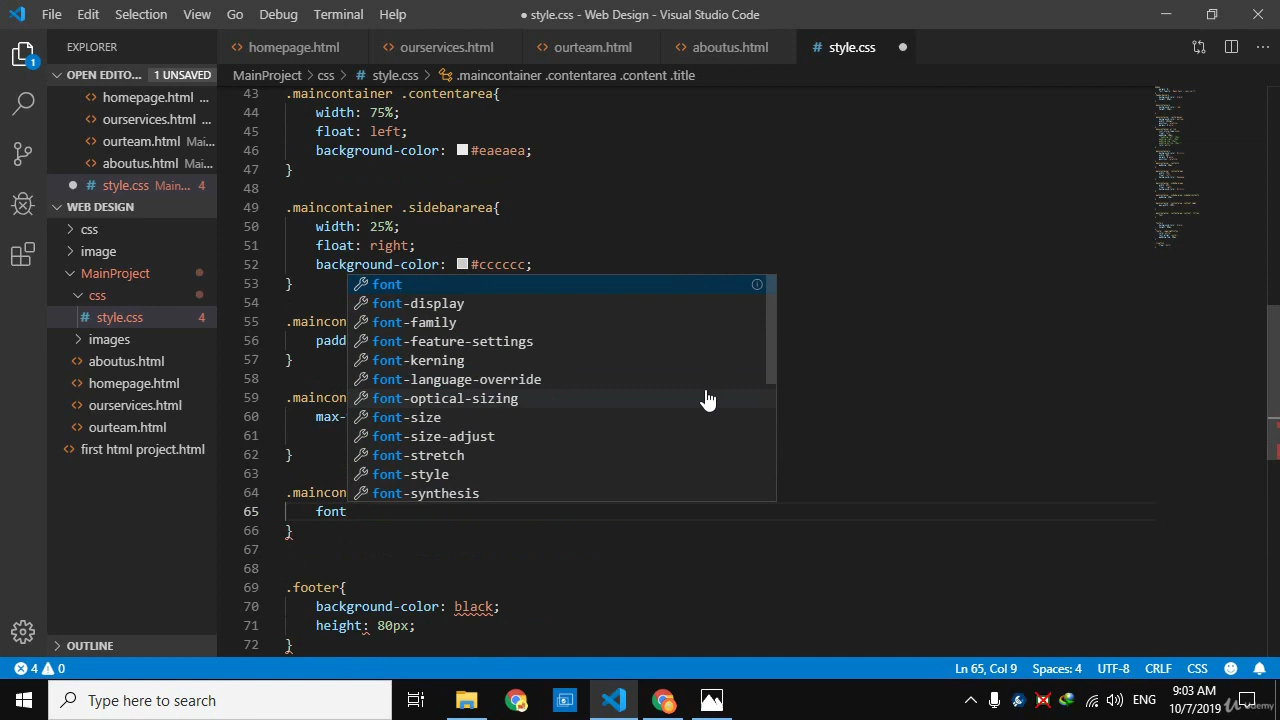 File Edit Selection View Go Debug Terminal Help
● style.css - Web Design - Visual Studio Code
EXPLORER
homepage.html ourservices.html ourteam.html aboutus.html # style.css
OPEN EDITO... 1 UNSAVED
MainProject > css > # style.css > .maincontainer .contentarea .content .title
homepage.html ...
ourservices.html ...
ourteam.html Mai...
aboutus.html Mai...
# style.css Main... 4
WEB DESIGN
css
image
MainProject
css
# style.css 4
images
aboutus.html
homepage.html
ourservices.html
ourteam.html
first html project.html
OUTLINE
43 .maincontainer .contentarea{
44 width: 75%;
45 float: left;
46 background-color: #eaeaea;
47 }
48
49 .maincontainer .sidebararea{
50 width: 25%;
51 float: right;
52 background-color: #cccccc;
53 }
54
55 .maincon
56 padd
57 }
58
59 .maincon
60 max-
61
62 }
63
64 .maincon
65 font
66 }
67
68
69 .footer{
70 background-color: black;
71 height: 80px;
72 }
font
font-display
font-family
font-feature-settings
font-kerning
font-language-override
font-optical-sizing
font-size
font-size-adjust
font-stretch
font-style
font-synthesis
4 0 Ln 65, Col 9 Spaces: 4 UTF-8 CRLF CSS
Type here to search
ENG
9:03 AM
10/7/2019
Udemy